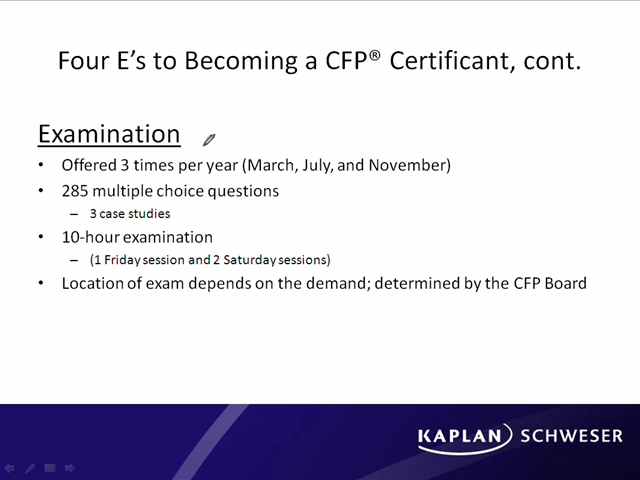 Four E's to Becoming a CFP® Certificant, cont.
Examination
• Offered 3 times per year (March, July, and November)
• 285 multiple choice questions
– 3 case studies
• 10-hour examination
– (1 Friday session and 2 Saturday sessions)
• Location of exam depends on the demand; determined by the CFP Board
KAPLAN SCHWESER